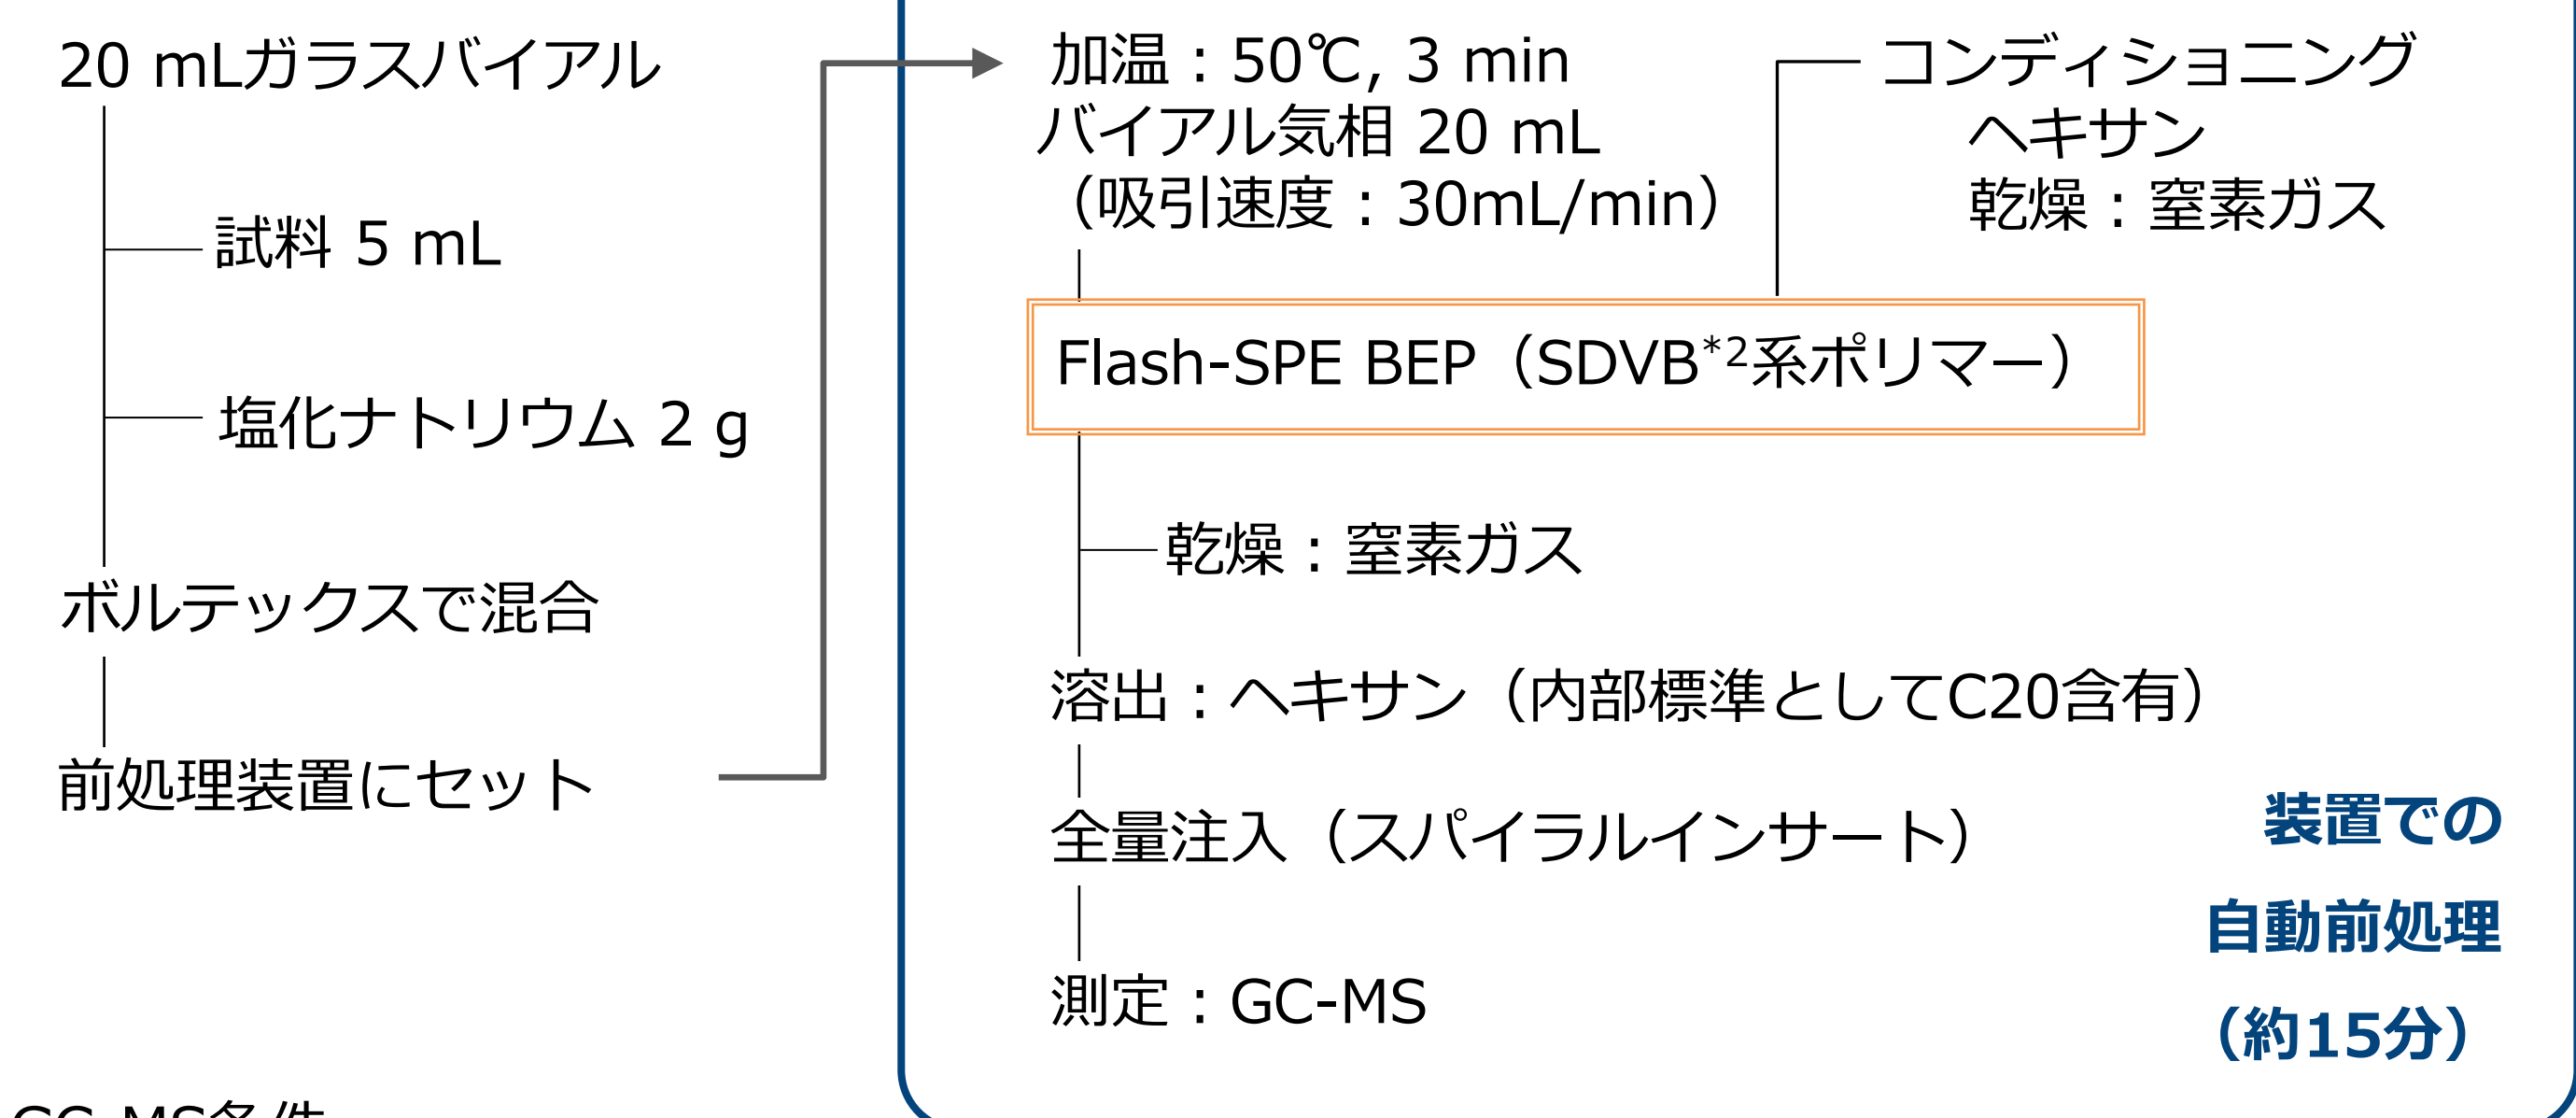 20 mLガラスバイアル
試料 5 mL
塩化ナトリウム 2 g
ボルテックスで混合
前処理装置にセット
加温：50℃, 3 min
バイアル気相 20 mL
（吸引速度：30mL/min）
コンディショニング
ヘキサン
乾燥：窒素ガス
Flash-SPE BEP（SDVB*2系ポリマー）
乾燥：窒素ガス
溶出：ヘキサン（内部標準としてC20含有）
全量注入（スパイラルインサート）
測定：GC-MS
装置での
自動前処理
（約15分）
GC-MS条件